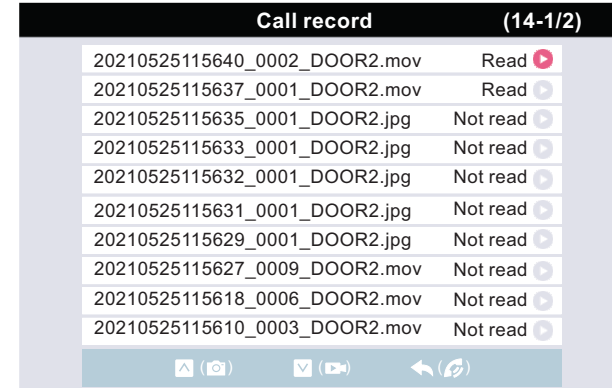 Call record (14-1/2)
20210525115640_0002_DOOR2.mov Read
20210525115637_0001_DOOR2.mov Read
20210525115635_0001_DOOR2.jpg Not read
20210525115633_0001_DOOR2.jpg Not read
20210525115632_0001_DOOR2.jpg Not read
20210525115631_0001_DOOR2.jpg Not read
20210525115629_0001_DOOR2.jpg Not read
20210525115627_0009_DOOR2.mov Not read
20210525115618_0006_DOOR2.mov Not read
20210525115610_0003_DOOR2.mov Not read